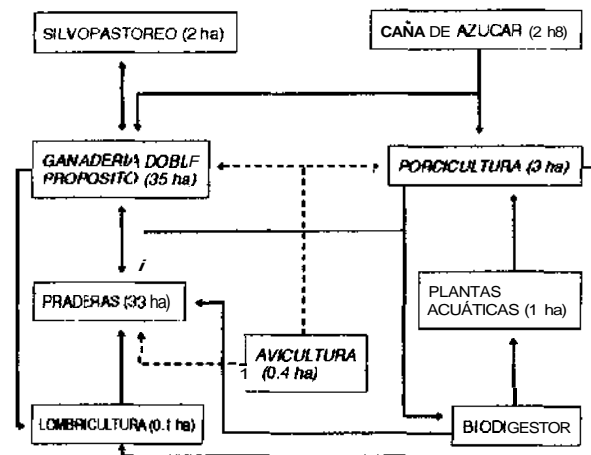 SILVOPASTOREO (2 ha)
CAÑA DE AZUCAR (2 h8)
GANADERIA DOBLF
PROPOSITO (35 ha)
PORCICULTURA (3 ha)
i
PRADERAS (33 ha)
PLANTAS
ACUÁTICAS (1 ha)
AVICULTURA
1 (0.4 ha)
LOMBRICULTURA (0.1 ha)
BIODIGESTOR